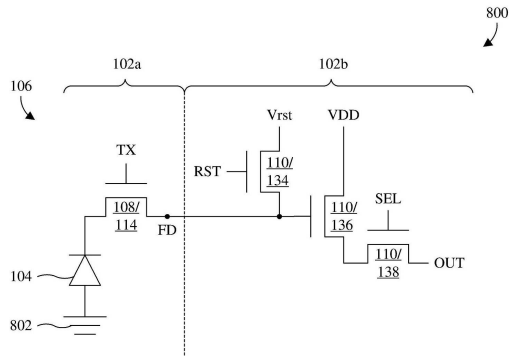 800
102a
102b
106
Vrst
VDD
TX
RST
110/
134
SEL
108/
114
110/
136
FD
110/
138
OUT
104
802